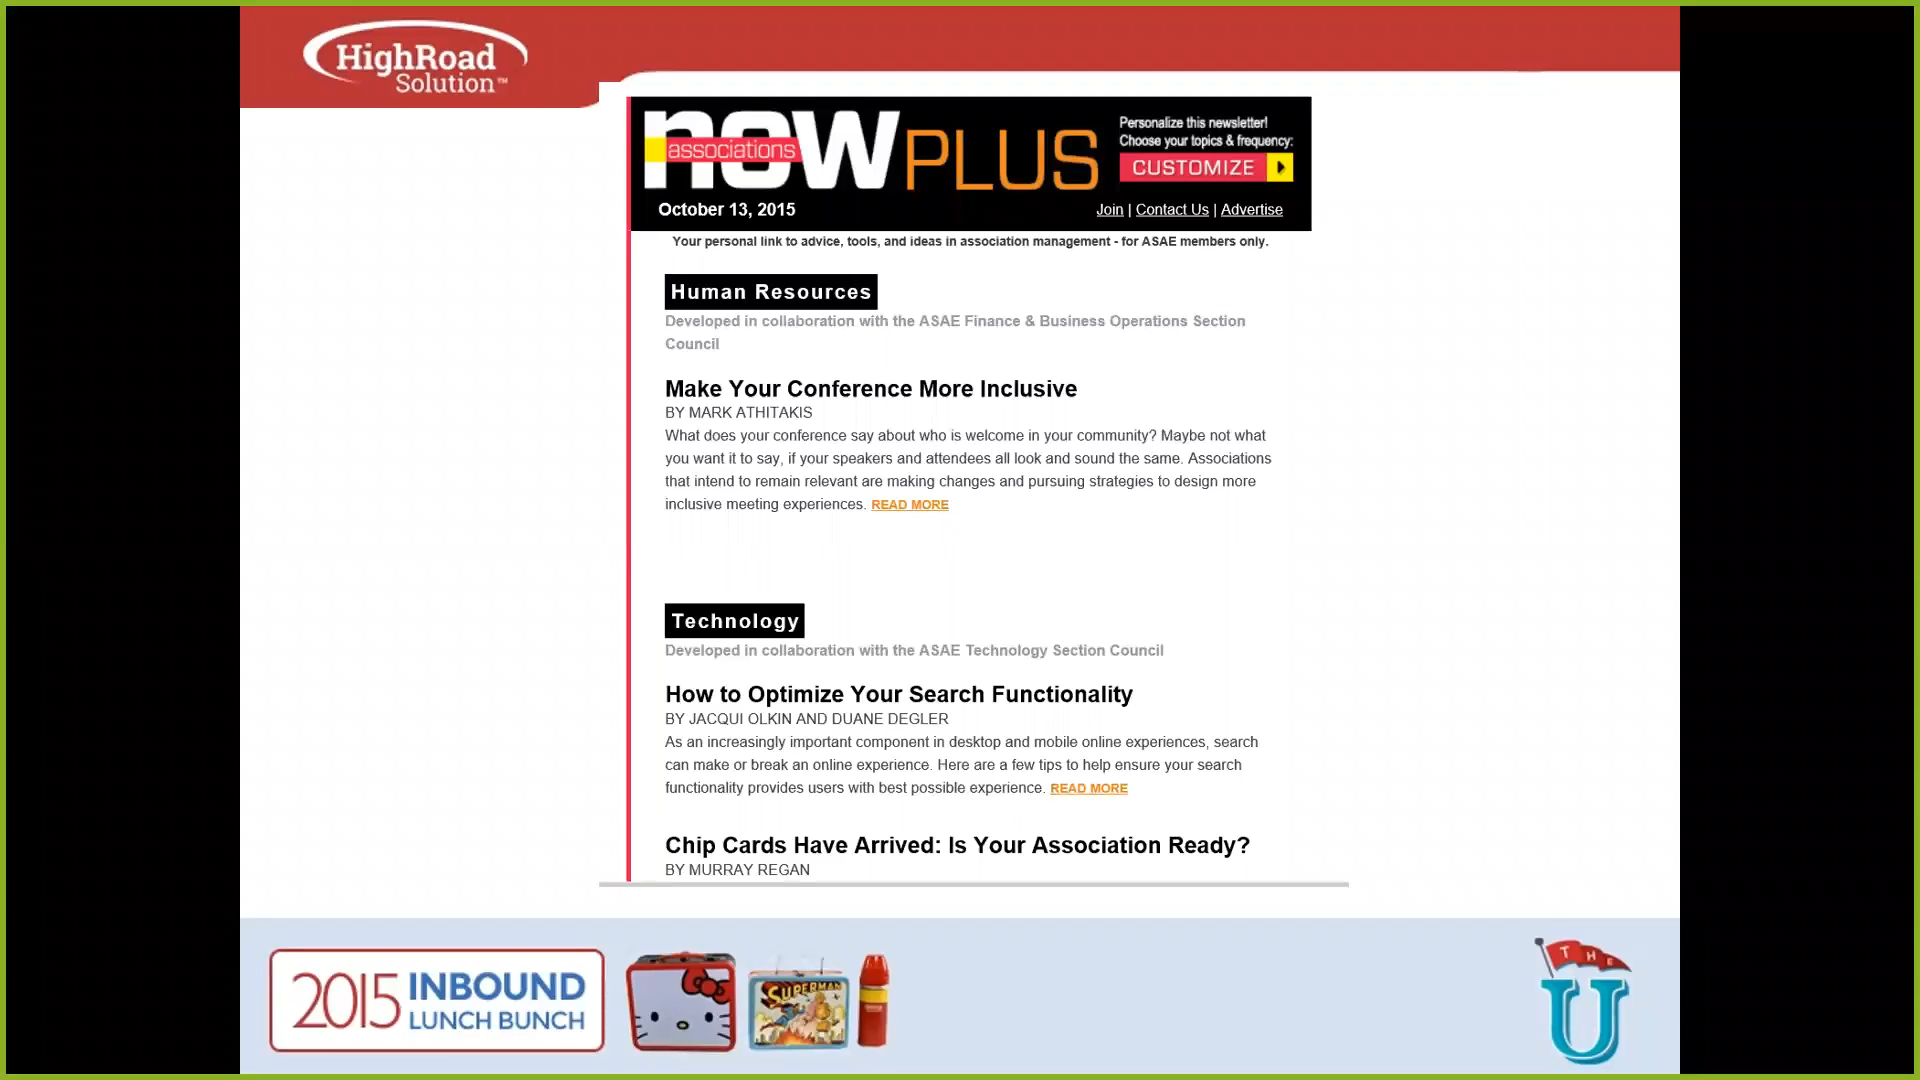 HighRoad
Solution™
now
associations
PLUS
Personalize this newsletter!
Choose your topics & frequency:
CUSTOMIZE
October 13, 2015
Join | Contact Us | Advertise
Your personal link to advice, tools, and ideas in association management - for ASAE members only.
Human Resources
Developed in collaboration with the ASAE Finance & Business Operations Section
Council
Make Your Conference More Inclusive
BY MARK ATHITAKIS
What does your conference say about who is welcome in your community? Maybe not what
you want it to say, if your speakers and attendees all look and sound the same. Associations
that intend to remain relevant are making changes and pursuing strategies to design more
inclusive meeting experiences. READ MORE
Technology
Developed in collaboration with the ASAE Technology Section Council
How to Optimize Your Search Functionality
BY JACQUI OLKIN AND DUANE DEGLER
As an increasingly important component in desktop and mobile online experiences, search
can make or break an online experience. Here are a few tips to help ensure your search
functionality provides users with best possible experience. READ MORE
Chip Cards Have Arrived: Is Your Association Ready?
BY MURRAY REGAN
2015 INBOUND
LUNCH BUNCH
SUPERMAN
THE
U